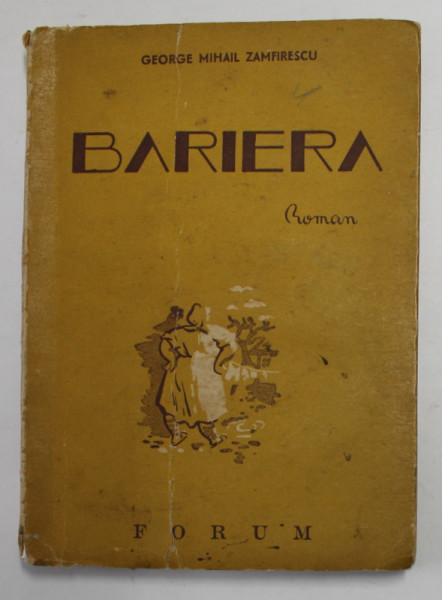 GEORGE MIHAIL ZAMFIRESCU
BARIERA
Roman
FORUM